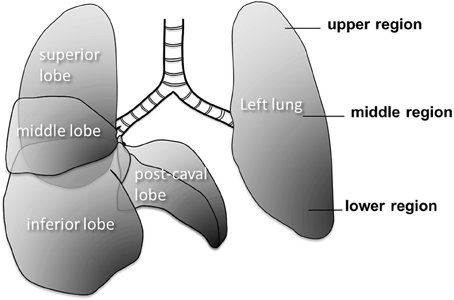 superior
lobe
middle lobe
inferior lobe
post-caval
lobe
Left lung
upper region
middle region
lower region